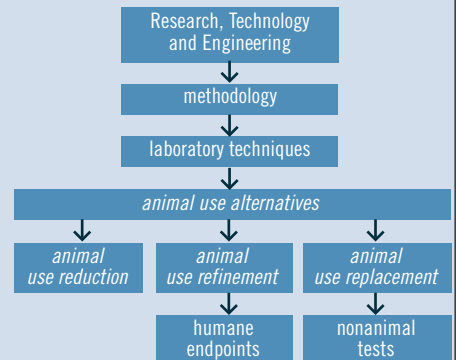 Research, Technology
and Engineering
methodology
laboratory techniques
animal use alternatives
animal
use reduction
animal
use refinement
animal
use replacement
humane
endpoints
nonanimal
tests